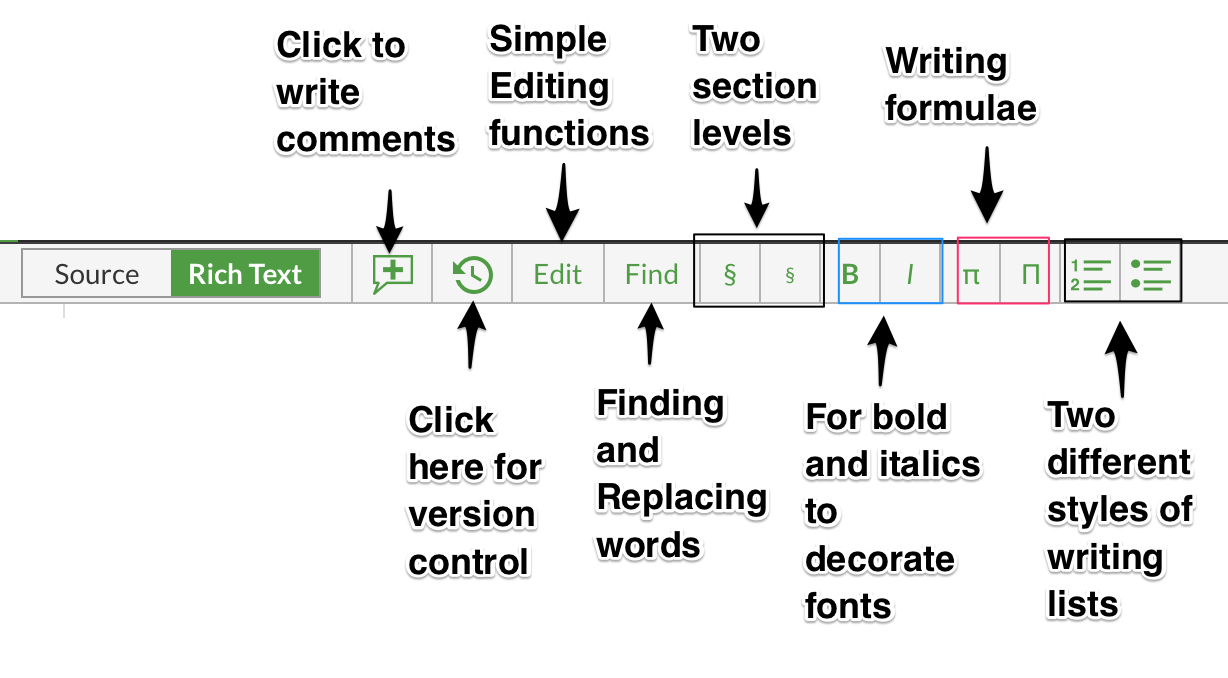 Click to
write
comments
Simple
Editing
functions
Two
section
levels
Writing
formulae
Source Rich Text Edit Find § § B I π Π 1 2
Click
here for
version
control
Finding
and
Replacing
words
For bold
and italics
to
decorate
fonts
Two
different
styles of
writing
lists